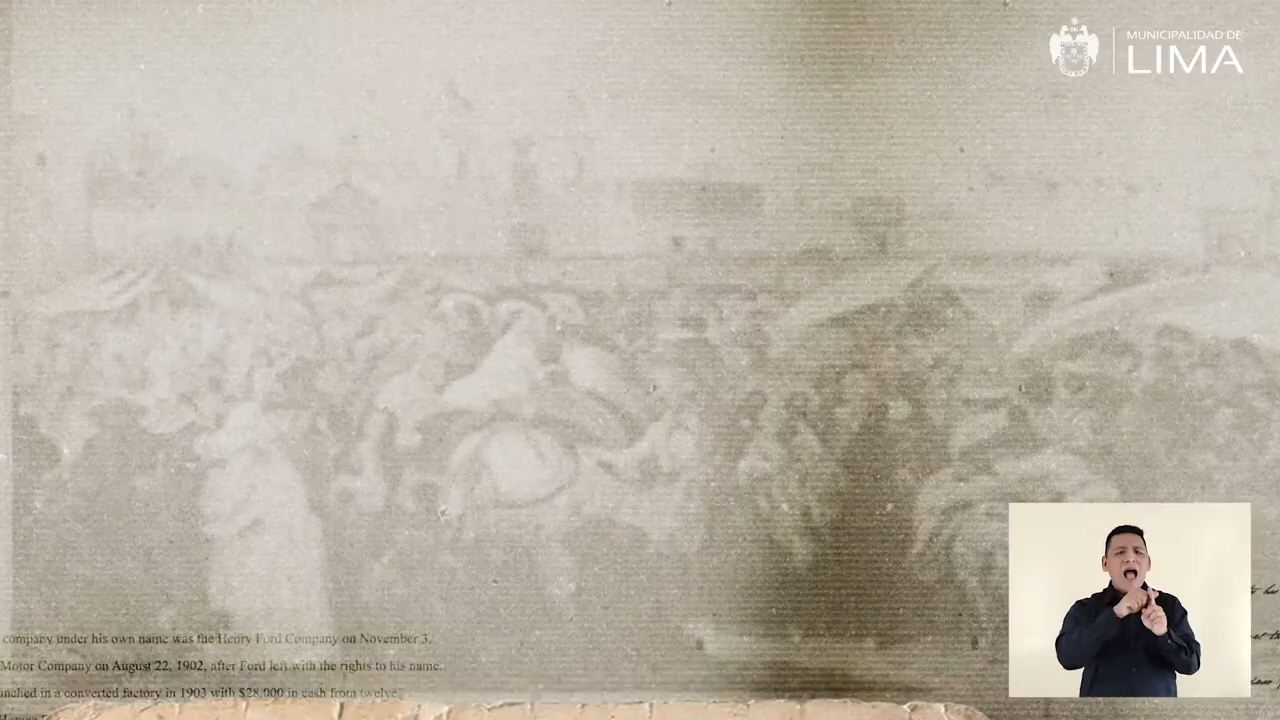 MUNICIPALIDAD DE
LIMA
company under his own name was the Henry Ford Company on November 3,
Motor Company on August 22, 1902, after Ford left with the rights to his name.
in a converted factory in 1903 with $28,000 in cash from twelve